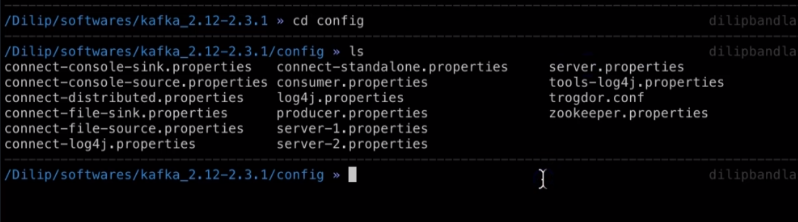 /Dilip/softwares/kafka_2.12-2.3.1 » cd config dilipbandla
/Dilip/softwares/kafka_2.12-2.3.1/config » ls dilipbandla
connect-console-sink.properties connect-standalone.properties server.properties
connect-console-source.properties consumer.properties tools-log4j.properties
connect-distributed.properties log4j.properties trogdor.conf
connect-file-sink.properties producer.properties zookeeper.properties
connect-file-source.properties server-1.properties
connect-log4j.properties server-2.properties
/Dilip/softwares/kafka_2.12-2.3.1/config » dilipbandla